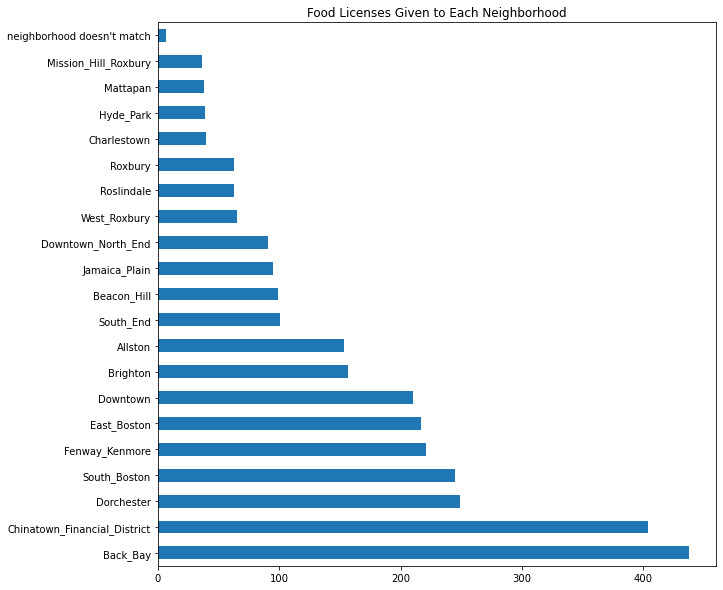 Food Licenses Given to Each Neighborhood
neighborhood doesn't match
Mission_Hill_Roxbury
Mattapan
Hyde_Park
Charlestown
Roxbury
Roslindale
West_Roxbury
Downtown_North_End
Jamaica_Plain
Beacon_Hill
South_End
Allston
Brighton
Downtown
East_Boston
Fenway_Kenmore
South_Boston
Dorchester
Chinatown_Financial_District
Back_Bay
0 100 200 300 400